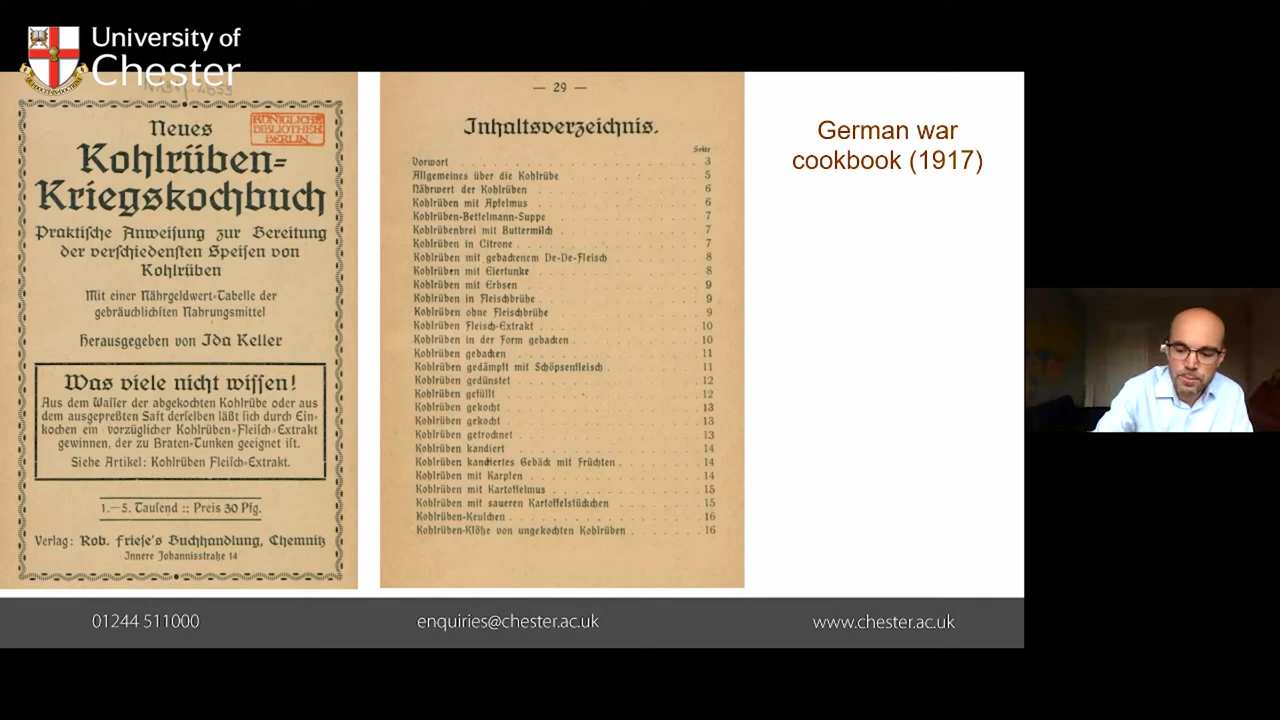 University of
Chester
Neues
KÖNIGLICHE
BIBLIOTHEK
BERLIN
Kohlrüben=
Kriegskochbuch
Praktische Anweisung zur Bereitung
der verschiedensten Speisen von
Kohlrüben
Mit einer Nährgeldwert=Tabelle der
gebräuchlichsten Nahrungsmittel
Herausgegeben von Ida Keller
Was viele nicht wissen!
Aus dem Wasser der abgekochten Kohlrübe oder aus
dem ausgepreßten Saft derselben läßt sich durch Ein=
kochen ein vorzüglicher Kohlrüben=Fleisch=Extrakt
gewinnen, der zu Braten=Tunken geeignet ist.
Siehe Artikel: Kohlrüben Fleisch=Extrakt.
1.—5. Tausend :: Preis 30 Pfg.
Verlag: Rob. Friese's Buchhandlung, Chemnitz
Innere Johannisstraße 14
— 29 —
Inhaltsverzeichnis.
Seite
Vorwort 3
Allgemeines über die Kohlrübe 5
Nährwert der Kohlrüben 6
Kohlrüben mit Apfelmus 6
Kohlrüben=Bettelmann=Suppe 7
Kohlrübenbrei mit Buttermilch 7
Kohlrüben in Citrone 7
Kohlrüben mit gebackenem De=De=Fleisch 8
Kohlrüben mit Eiertunke 8
Kohlrüben mit Erbsen 9
Kohlrüben in Fleischbrühe 9
Kohlrüben ohne Fleischbrühe 9
Kohlrüben Fleisch=Extrakt 10
Kohlrüben in der Form gebacken 10
Kohlrüben gebacken 11
Kohlrüben gedämpft mit Schöpsenfleisch 11
Kohlrüben gedünstet 12
Kohlrüben gefüllt 12
Kohlrüben gekocht 13
Kohlrüben gekocht 13
Kohlrüben getrocknet 13
Kohlrüben kandiert 14
Kohlrüben kandiertes Gebäck mit Früchten 14
Kohlrüben mit Karpfen 14
Kohlrüben mit Kartoffelmus 15
Kohlrüben mit saueren Kartoffelstückchen 15
Kohlrüben=Keulchen 16
Kohlrüben=Klöße von ungekochten Kohlrüben 16
German war
cookbook (1917)
01244 511000
enquiries@chester.ac.uk
www.chester.ac.uk